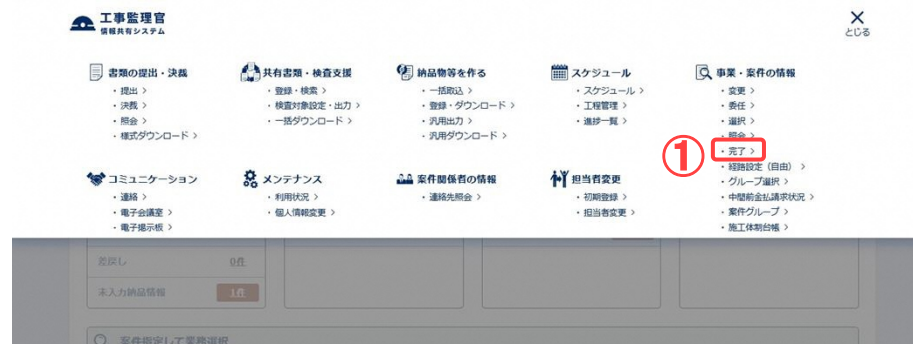 工事監理官
情報共有システム
とじる
書類の提出・決裁
・提出 >
・決裁 >
・照会 >
・様式ダウンロード >
共有書類・検査支援
・登録・検索 >
・検査対象設定・出力 >
・一括ダウンロード >
納品物等を作る
・一括取込 >
・登録・ダウンロード >
・汎用出力 >
・汎用ダウンロード >
スケジュール
・スケジュール >
・工程管理 >
・進捗一覧 >
事業・案件の情報
・変更 >
・委任 >
・選択 >
・照会 >
・完了 >
・経路設定（自由） >
・グループ選択 >
・中間前金払請求状況 >
・案件グループ >
・施工体制台帳 >
①
コミュニケーション
・連絡 >
・電子会議室 >
・電子掲示板 >
メンテナンス
・利用状況 >
・個人情報変更 >
案件関係者の情報
・連絡先照会 >
担当者変更
・初期登録 >
・担当者変更 >
差戻し 0件
未入力納品情報 1件
案件指定して業務選択